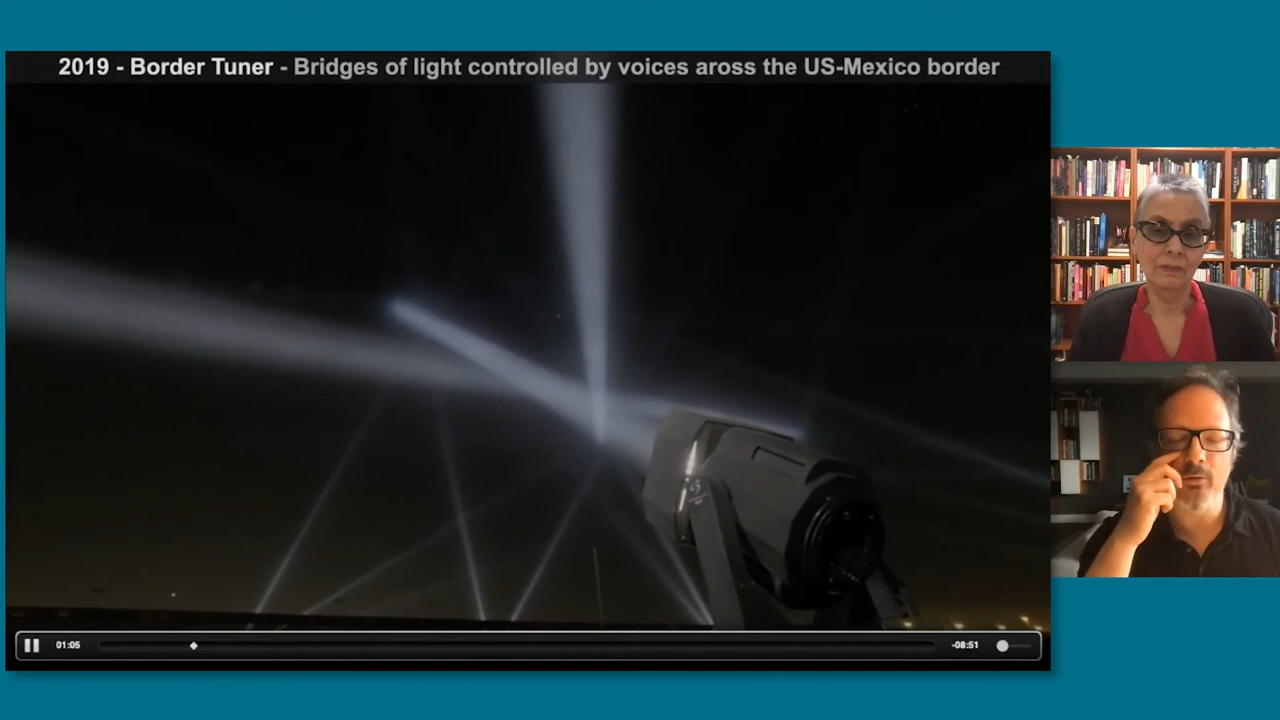 2019 - Border Tuner - Bridges of light controlled by voices aross the US-Mexico border
01:05
-08:51